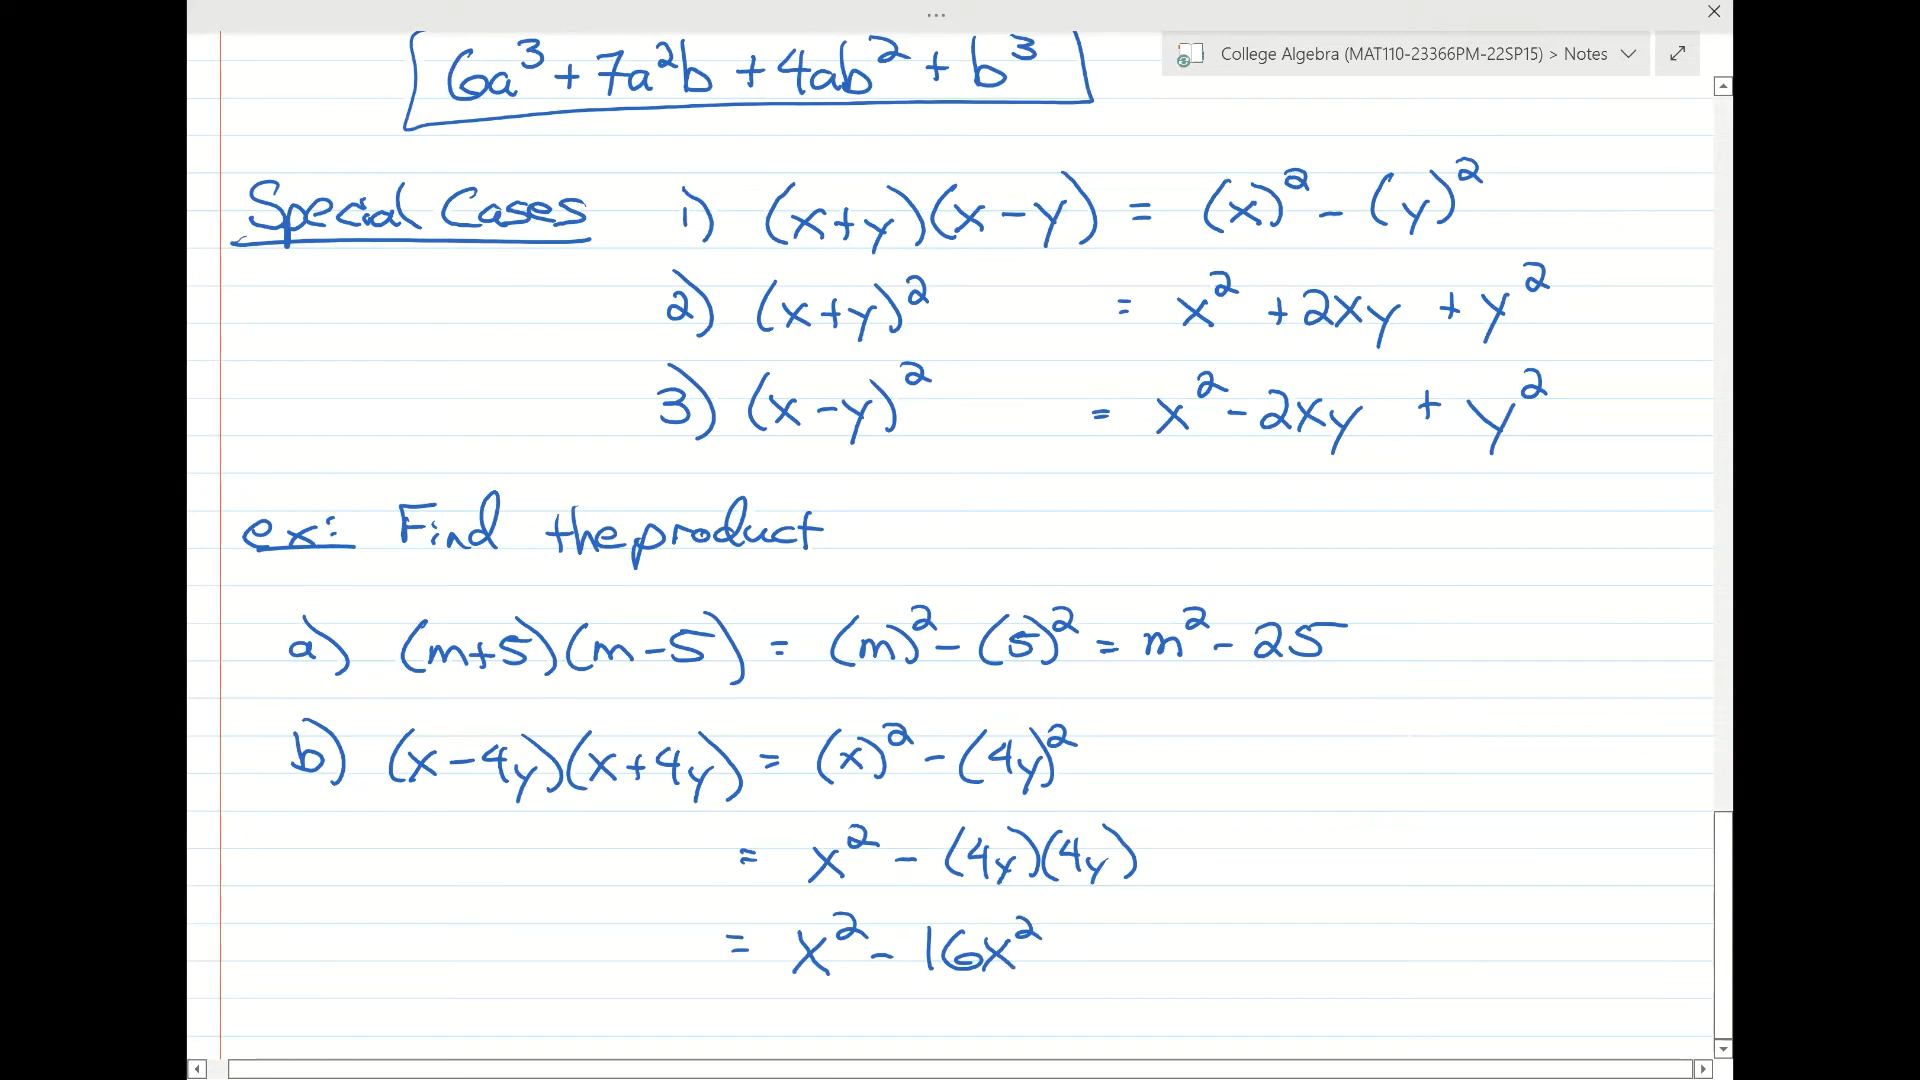 ...
College Algebra (MAT110-23366PM-22SP15) > Notes
6a³ + 7a²b + 4ab² + b³
Special Cases 1) (x+y)(x-y) = (x)² - (y)²
2) (x+y)² = x² + 2xy + y²
3) (x-y)² = x² - 2xy + y²
ex: Find the product
a) (m+5)(m-5) = (m)² - (5)² = m² - 25
b) (x-4y)(x+4y) = (x)² - (4y)²
= x² - (4y)(4y)
= x² - 16x²